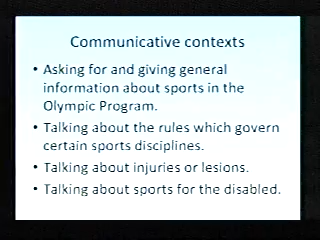 Communicative contexts
• Asking for and giving general
information about sports in the
Olympic Program.
• Talking about the rules which govern
certain sports disciplines.
• Talking about injuries or lesions.
• Talking about sports for the disabled.